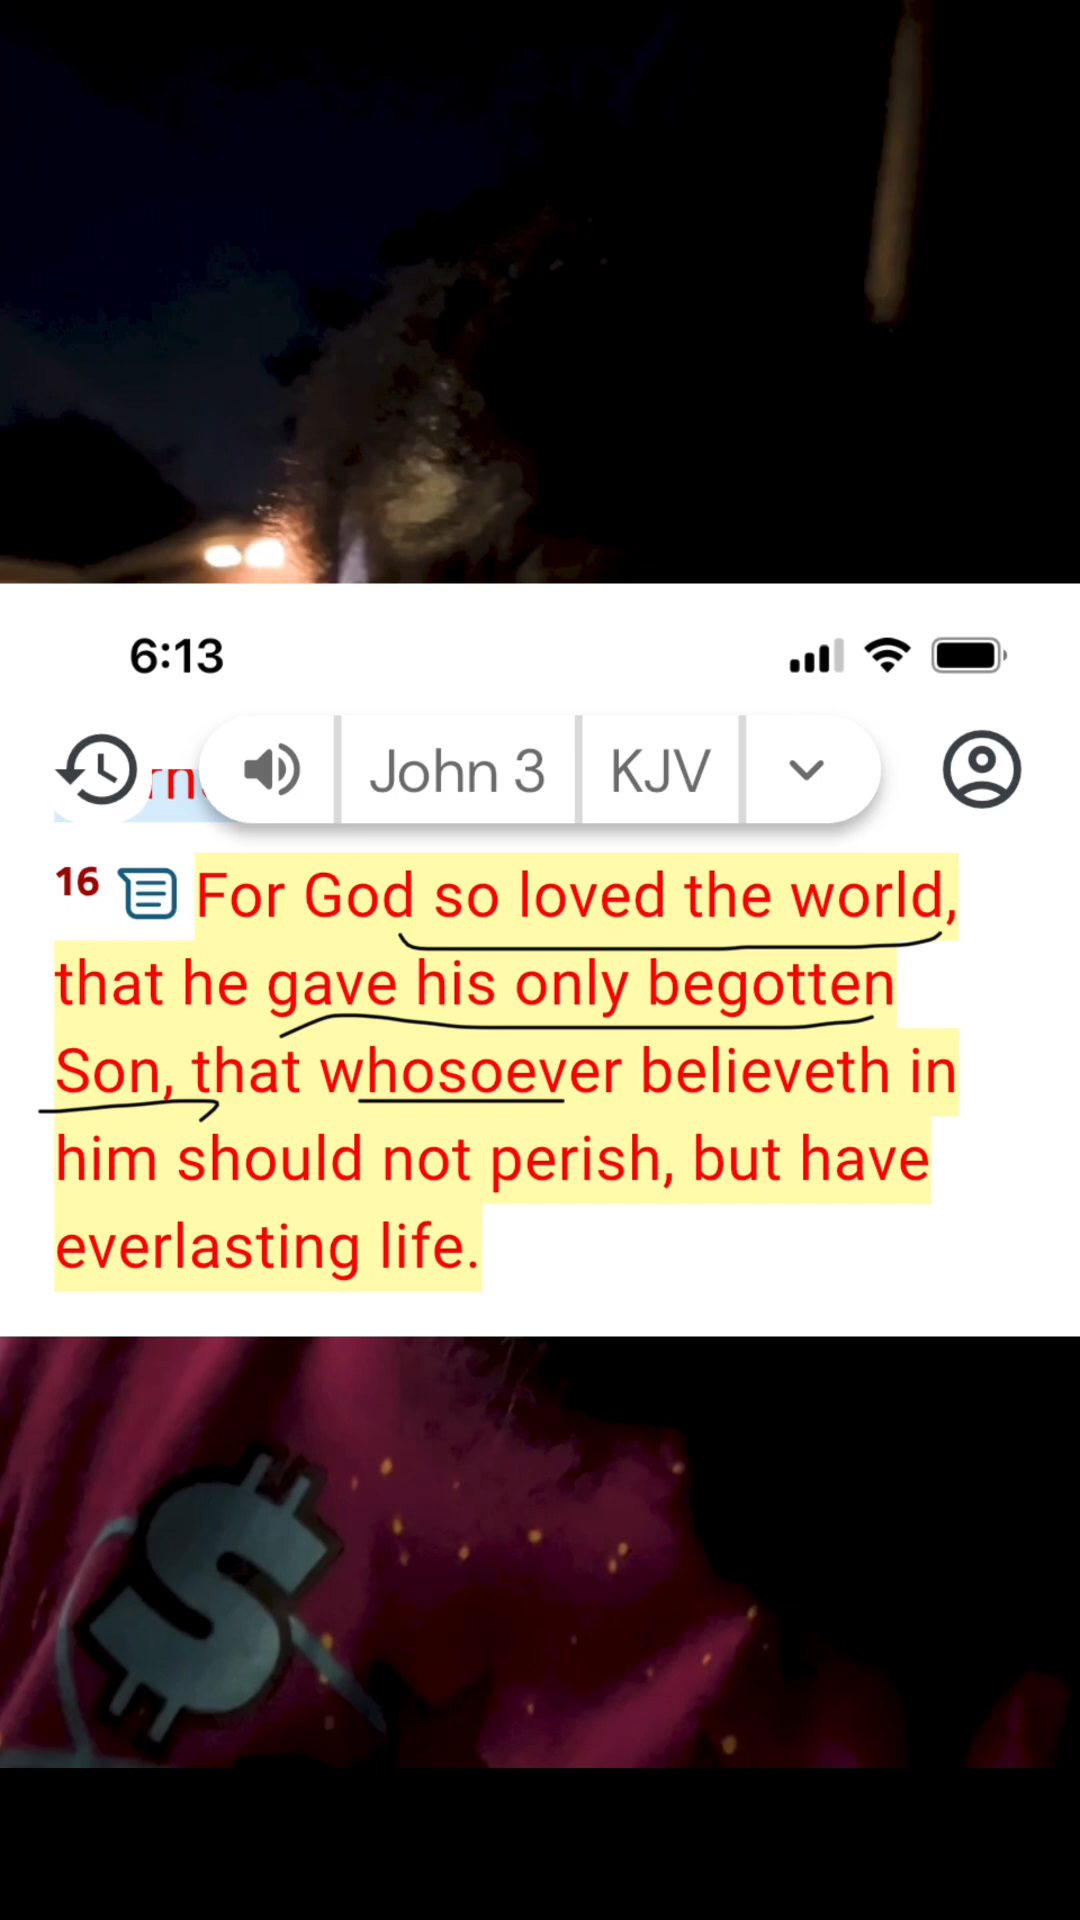 6:13
John 3 KJV
16 For God so loved the world,
that he gave his only begotten
Son, that whosoever believeth in
him should not perish, but have
everlasting life.
$